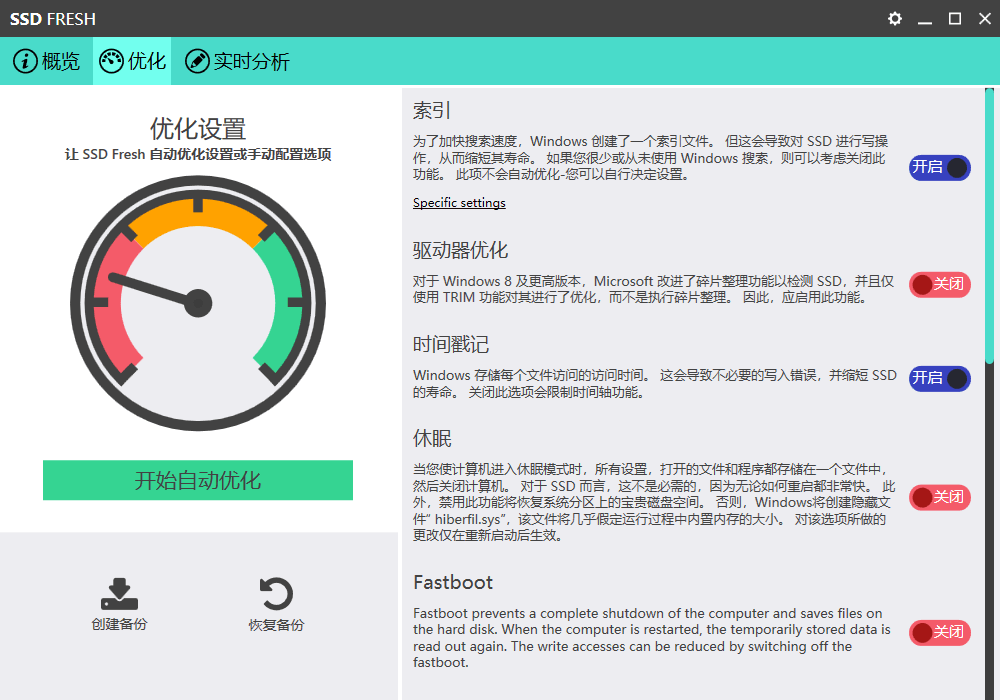 SSD FRESH
概览 优化 实时分析
优化设置
让 SSD Fresh 自动优化设置或手动配置选项
开始自动优化
创建备份 恢复备份
索引
为了加快搜索速度，Windows 创建了一个索引文件。 但这会导致对 SSD 进行写操
作，从而缩短其寿命。 如果您很少或从未使用 Windows 搜索，则可以考虑关闭此
功能。 此项不会自动优化-您可以自行决定设置。
开启
Specific settings
驱动器优化
对于 Windows 8 及更高版本，Microsoft 改进了碎片整理功能以检测 SSD，并且仅
使用 TRIM 功能对其进行了优化，而不是执行碎片整理。 因此，应启用此功能。
关闭
时间戳记
Windows 存储每个文件访问的访问时间。 这会导致不必要的写入错误，并缩短 SSD
的寿命。 关闭此选项会限制时间轴功能。
开启
休眠
当您使计算机进入休眠模式时，所有设置，打开的文件和程序都存储在一个文件中，
然后关闭计算机。 对于 SSD 而言，这不是必需的，因为无论如何重启都非常快。 此
外，禁用此功能将恢复系统分区上的宝贵磁盘空间。 否则，Windows将创建隐藏文
件“ hiberfil.sys”，该文件将几乎假定运行过程中内置内存的大小。 对该选项所做的
更改仅在重新启动后生效。
关闭
Fastboot
Fastboot prevents a complete shutdown of the computer and saves files on
the hard disk. When the computer is restarted, the temporarily stored data is
read out again. The write accesses can be reduced by switching off the
fastboot.
关闭